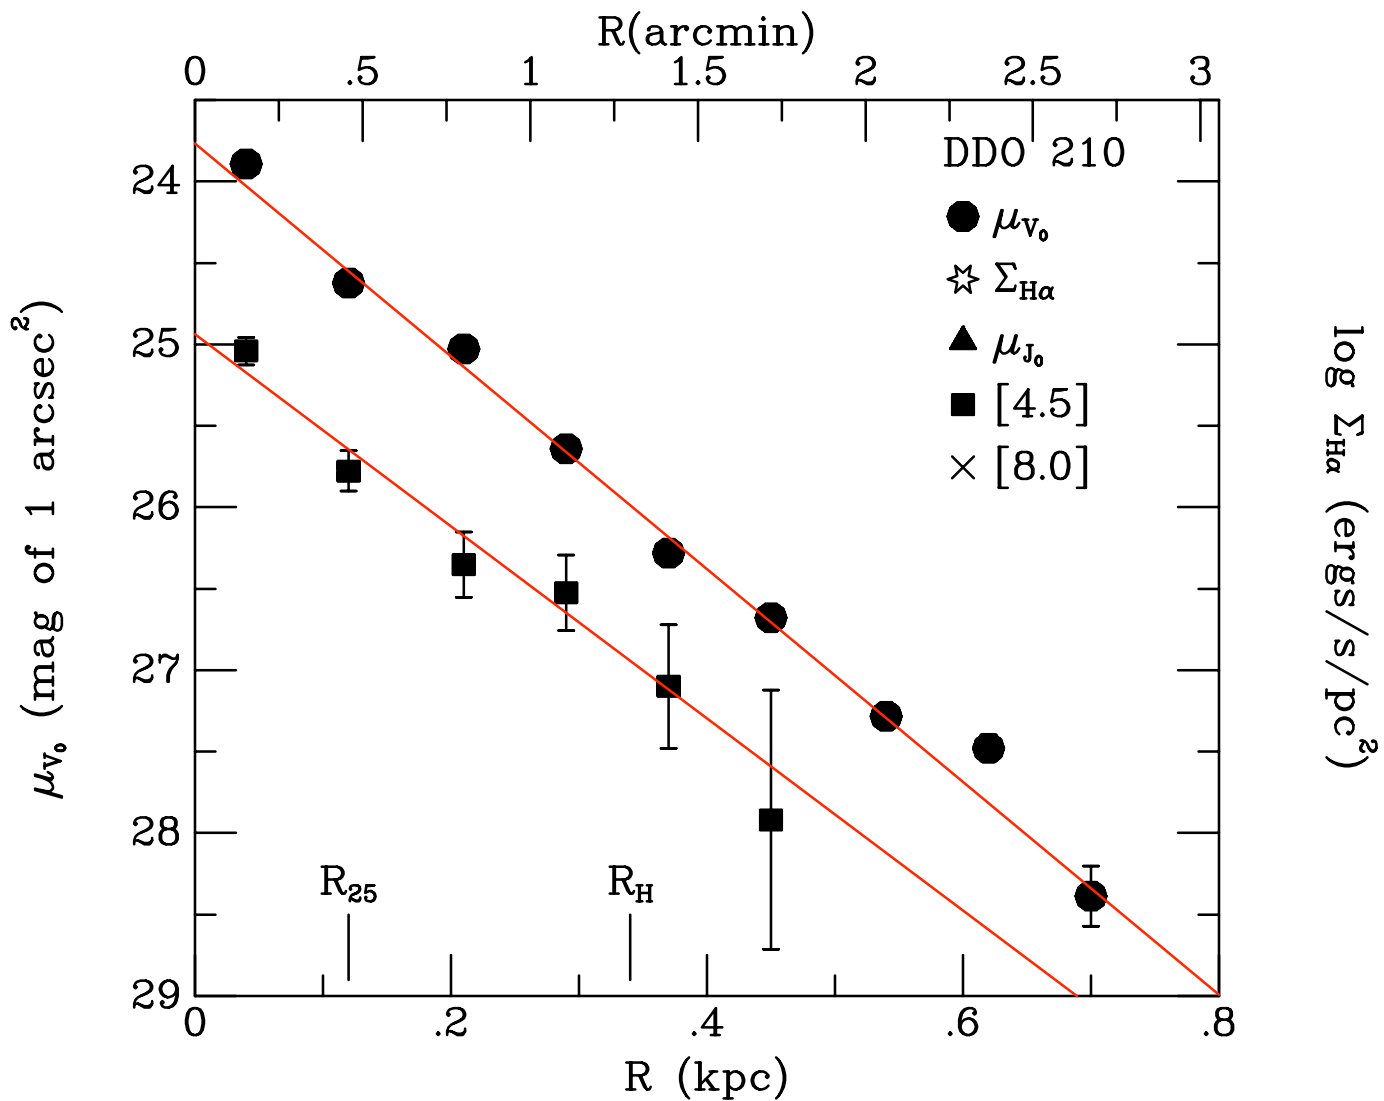 R(arcmin)
0 .5 1 1.5 2 2.5 3
DDO 210
μV₀
ΣHα
μJ₀
[4.5]
[8.0]
24
25
26
27
28
29
μV₀ (mag of 1 arcsec²)
log ΣHα (ergs/s/pc²)
R₂₅ RH
0 .2 .4 .6 .8
R (kpc)